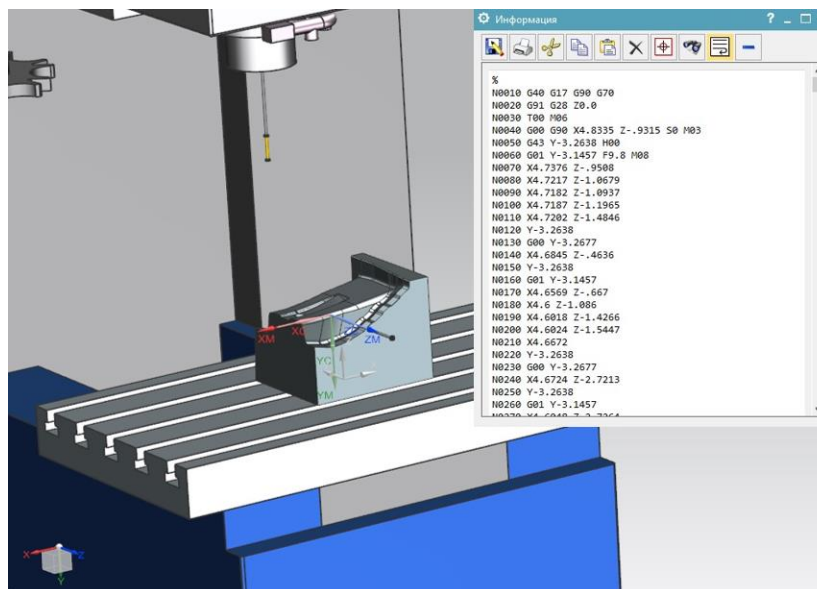 Информация
%
N0010 G40 G17 G90 G70
N0020 G91 G28 Z0.0
N0030 T00 M06
N0040 G00 G90 X4.8335 Z-.9315 S0 M03
N0050 G43 Y-3.2638 H00
N0060 G01 Y-3.1457 F9.8 M08
N0070 X4.7376 Z-.9508
N0080 X4.7217 Z-1.0679
N0090 X4.7182 Z-1.0937
N0100 X4.7187 Z-1.1965
N0110 X4.7202 Z-1.4846
N0120 Y-3.2638
N0130 G00 Y-3.2677
N0140 X4.6845 Z-.4636
N0150 Y-3.2638
N0160 G01 Y-3.1457
N0170 X4.6569 Z-.667
N0180 X4.6 Z-1.086
N0190 X4.6018 Z-1.4266
N0200 X4.6024 Z-1.5447
N0210 X4.6672
N0220 Y-3.2638
N0230 G00 Y-3.2677
N0240 X4.6724 Z-2.7213
N0250 Y-3.2638
N0260 G01 Y-3.1457
XM
XC
ZM
YC
YM
X
Z
Y